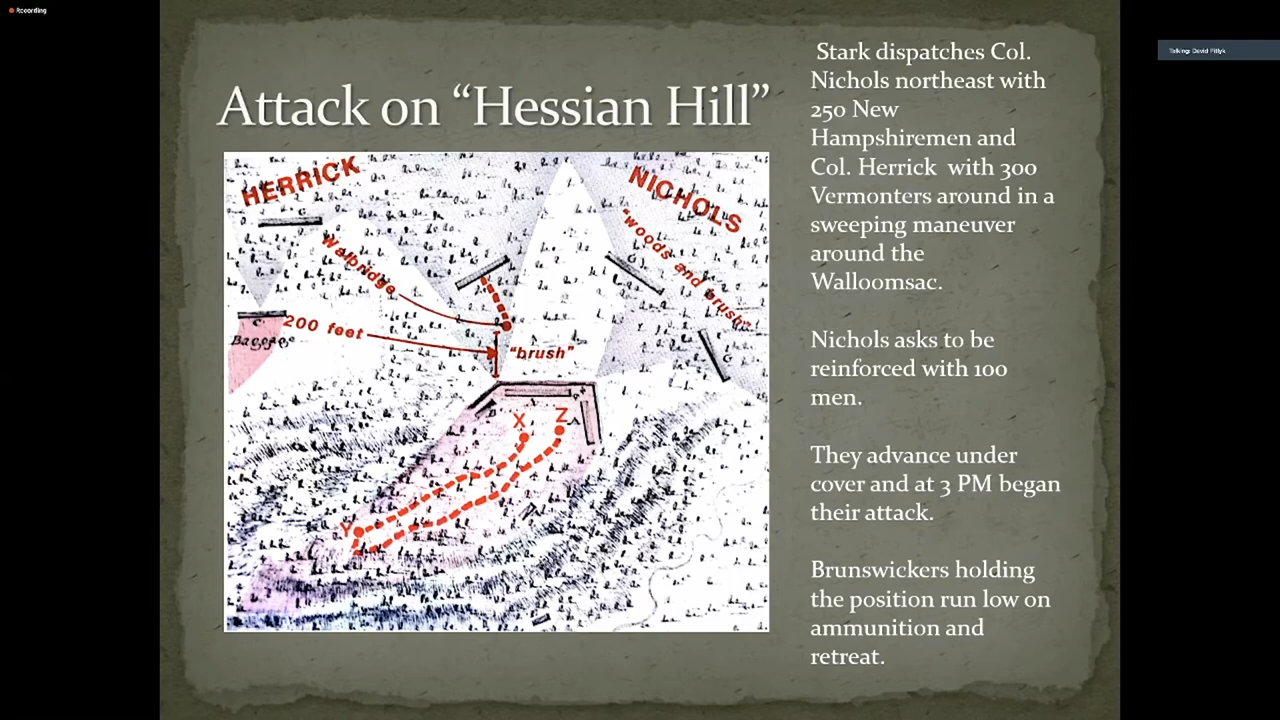 Recording
Talking: David Pitlyk
Attack on “Hessian Hill”
HERRICK
NICHOLS
Walbridge
"woods and brush"
200 feet
"brush"
Baggage
X
Z
Y
Stark dispatches Col.
Nichols northeast with
250 New
Hampshiremen and
Col. Herrick with 300
Vermonters around in a
sweeping maneuver
around the
Walloomsac.
Nichols asks to be
reinforced with 100
men.
They advance under
cover and at 3 PM began
their attack.
Brunswickers holding
the position run low on
ammunition and
retreat.